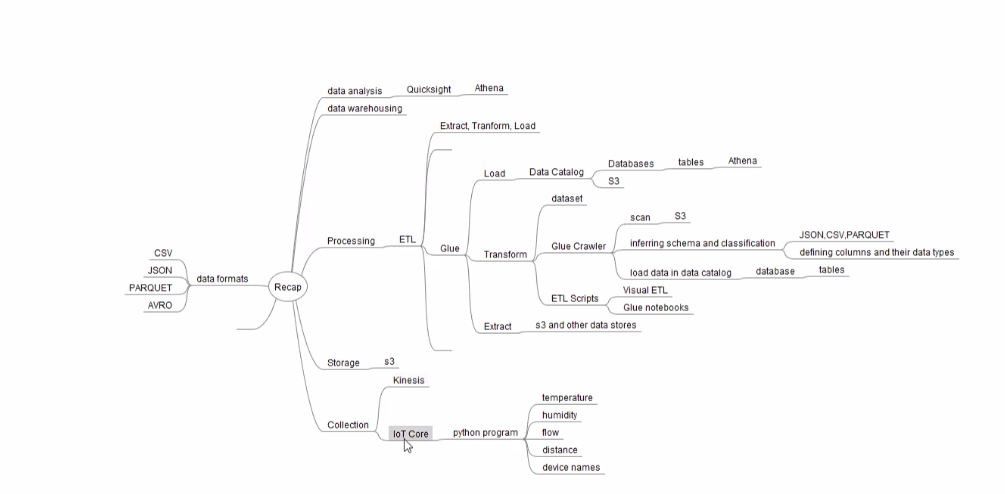 data analysis Quicksight Athena
data warehousing
Extract, Tranform, Load
Databases tables Athena
Load Data Catalog
S3
dataset
scan S3
JSON,CSV,PARQUET
Processing ETL Glue Transform Glue Crawler inferring schema and classification
defining columns and their data types
load data in data catalog database tables
CSV
JSON
data formats Recap
PARQUET
AVRO
Visual ETL
ETL Scripts
Glue notebooks
Extract s3 and other data stores
Storage s3
Kinesis
temperature
humidity
Collection IoT Core python program flow
distance
device names